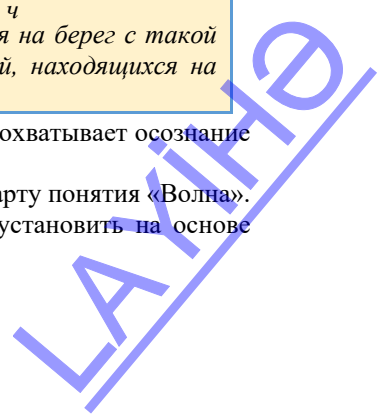 ч
я на берег с такой
й, находящихся на
охватывает осознание
арту понятия «Волна».
установить на основе
LAYİHƏ